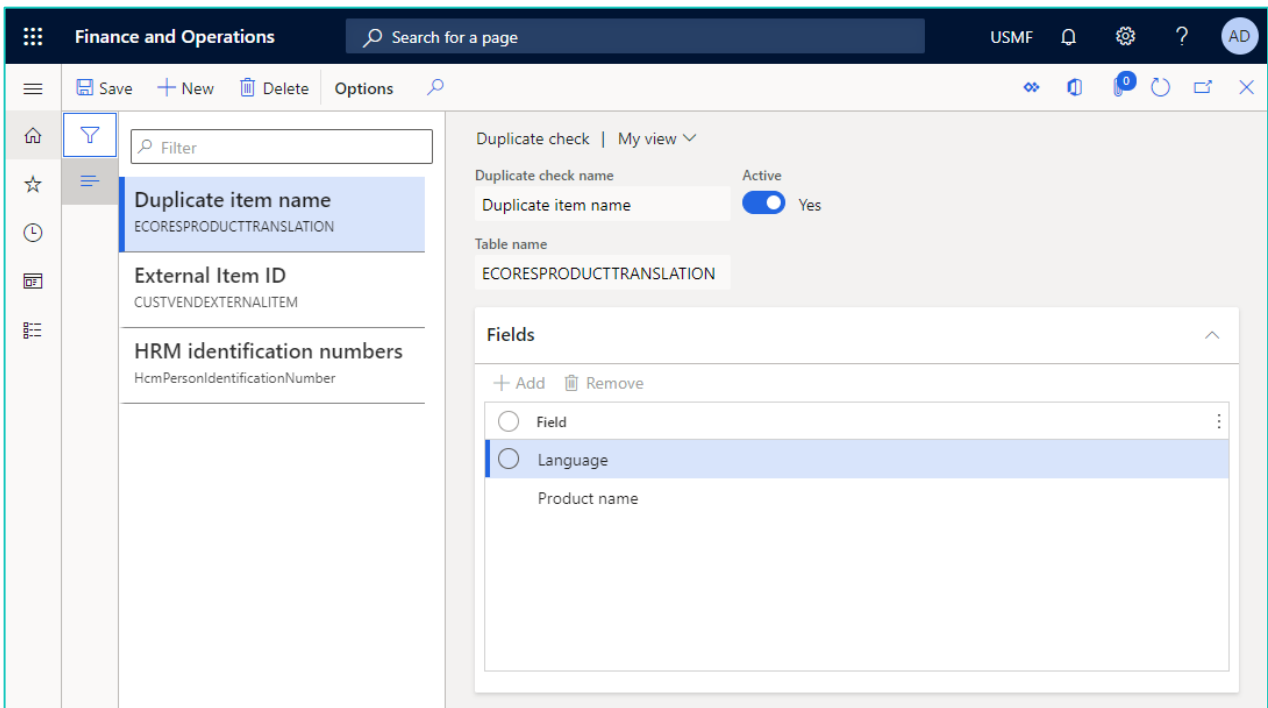 Finance and Operations
Search for a page
USMF
?
AD
Save
New
Delete
Options
0
Filter
Duplicate item name
ECORESPRODUCTTRANSLATION
External Item ID
CUSTVENDEXTERNALITEM
HRM identification numbers
HcmPersonIdentificationNumber
Duplicate check | My view
Duplicate check name
Active
Duplicate item name
Yes
Table name
ECORESPRODUCTTRANSLATION
Fields
Add
Remove
Field
Language
Product name